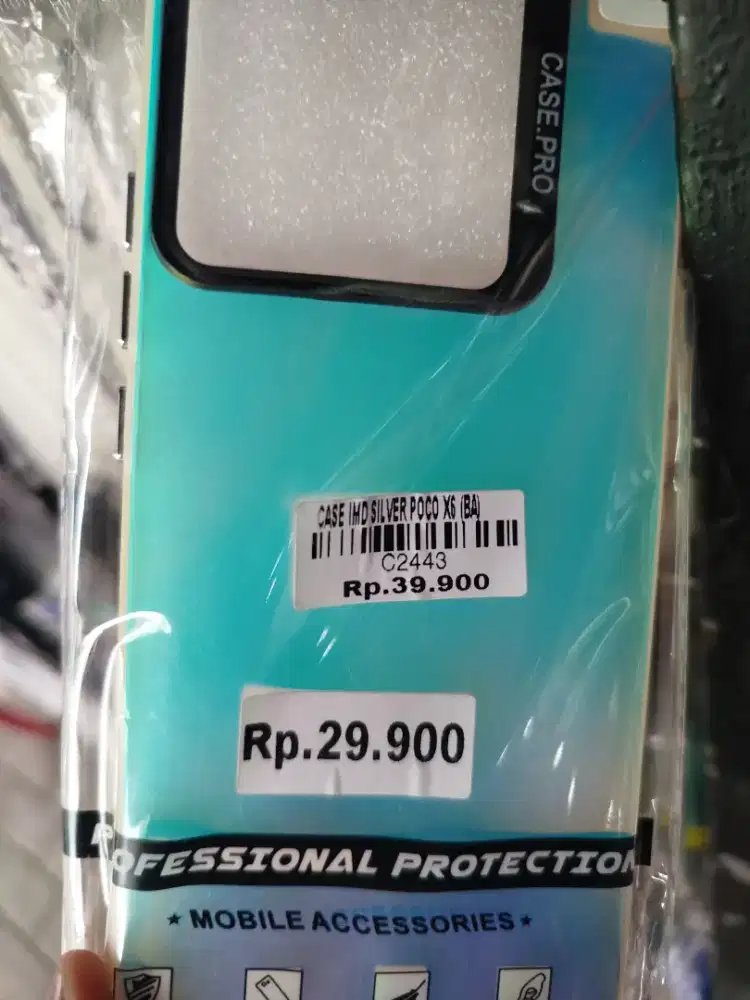 CASE.PRO
CASE IMD SILVER POCO X6 (BA)
C2443
Rp.39.900
Rp.29.900
PROFESSIONAL PROTECTION
★ MOBILE ACCESSORIES ★